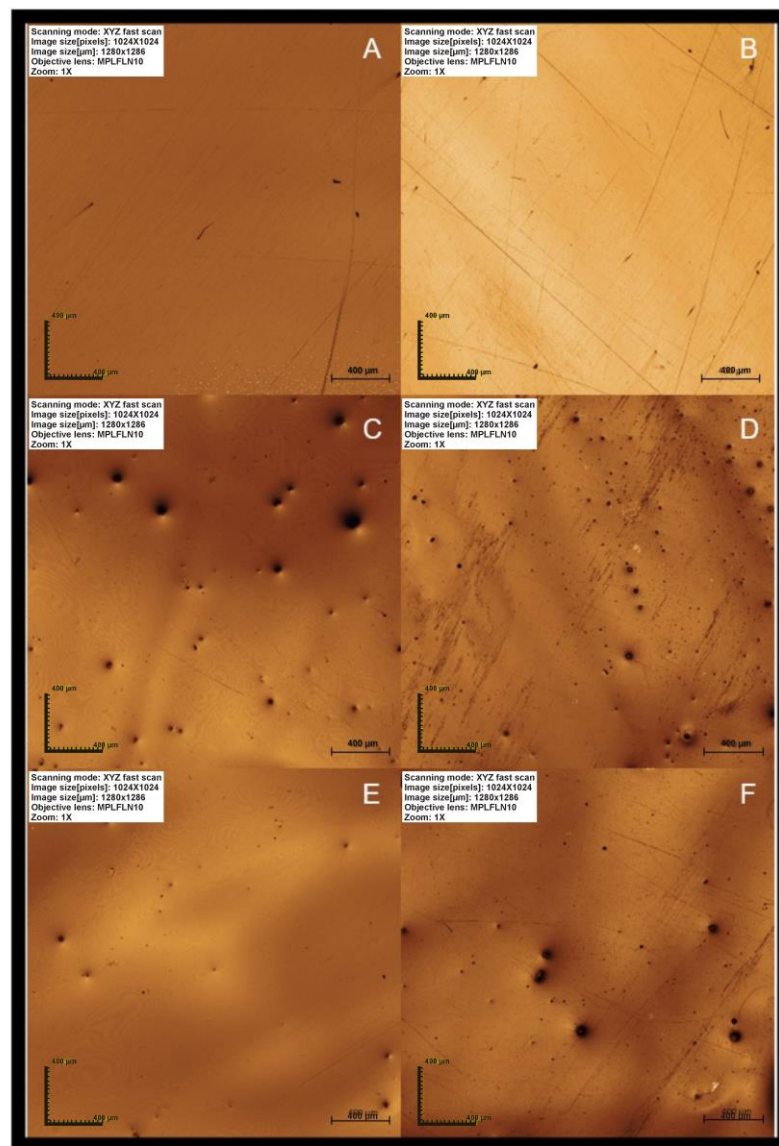 Scanning mode: XYZ fast scan
Image size[pixels]: 1024X1024
Image size[µm]: 1280x1286
Objective lens: MPLFLN10
Zoom: 1X
A
400 µm
400 µm
400 µm
Scanning mode: XYZ fast scan
Image size[pixels]: 1024X1024
Image size[µm]: 1280x1286
Objective lens: MPLFLN10
Zoom: 1X
B
400 µm
400 µm
400 µm
Scanning mode: XYZ fast scan
Image size[pixels]: 1024X1024
Image size[µm]: 1280x1286
Objective lens: MPLFLN10
Zoom: 1X
C
400 µm
400 µm
400 µm
Scanning mode: XYZ fast scan
Image size[pixels]: 1024X1024
Image size[µm]: 1280x1286
Objective lens: MPLFLN10
Zoom: 1X
D
400 µm
400 µm
400 µm
Scanning mode: XYZ fast scan
Image size[pixels]: 1024X1024
Image size[µm]: 1280x1286
Objective lens: MPLFLN10
Zoom: 1X
E
400 µm
400 µm
400 µm
Scanning mode: XYZ fast scan
Image size[pixels]: 1024X1024
Image size[µm]: 1280x1286
Objective lens: MPLFLN10
Zoom: 1X
F
400 µm
400 µm
400 µm